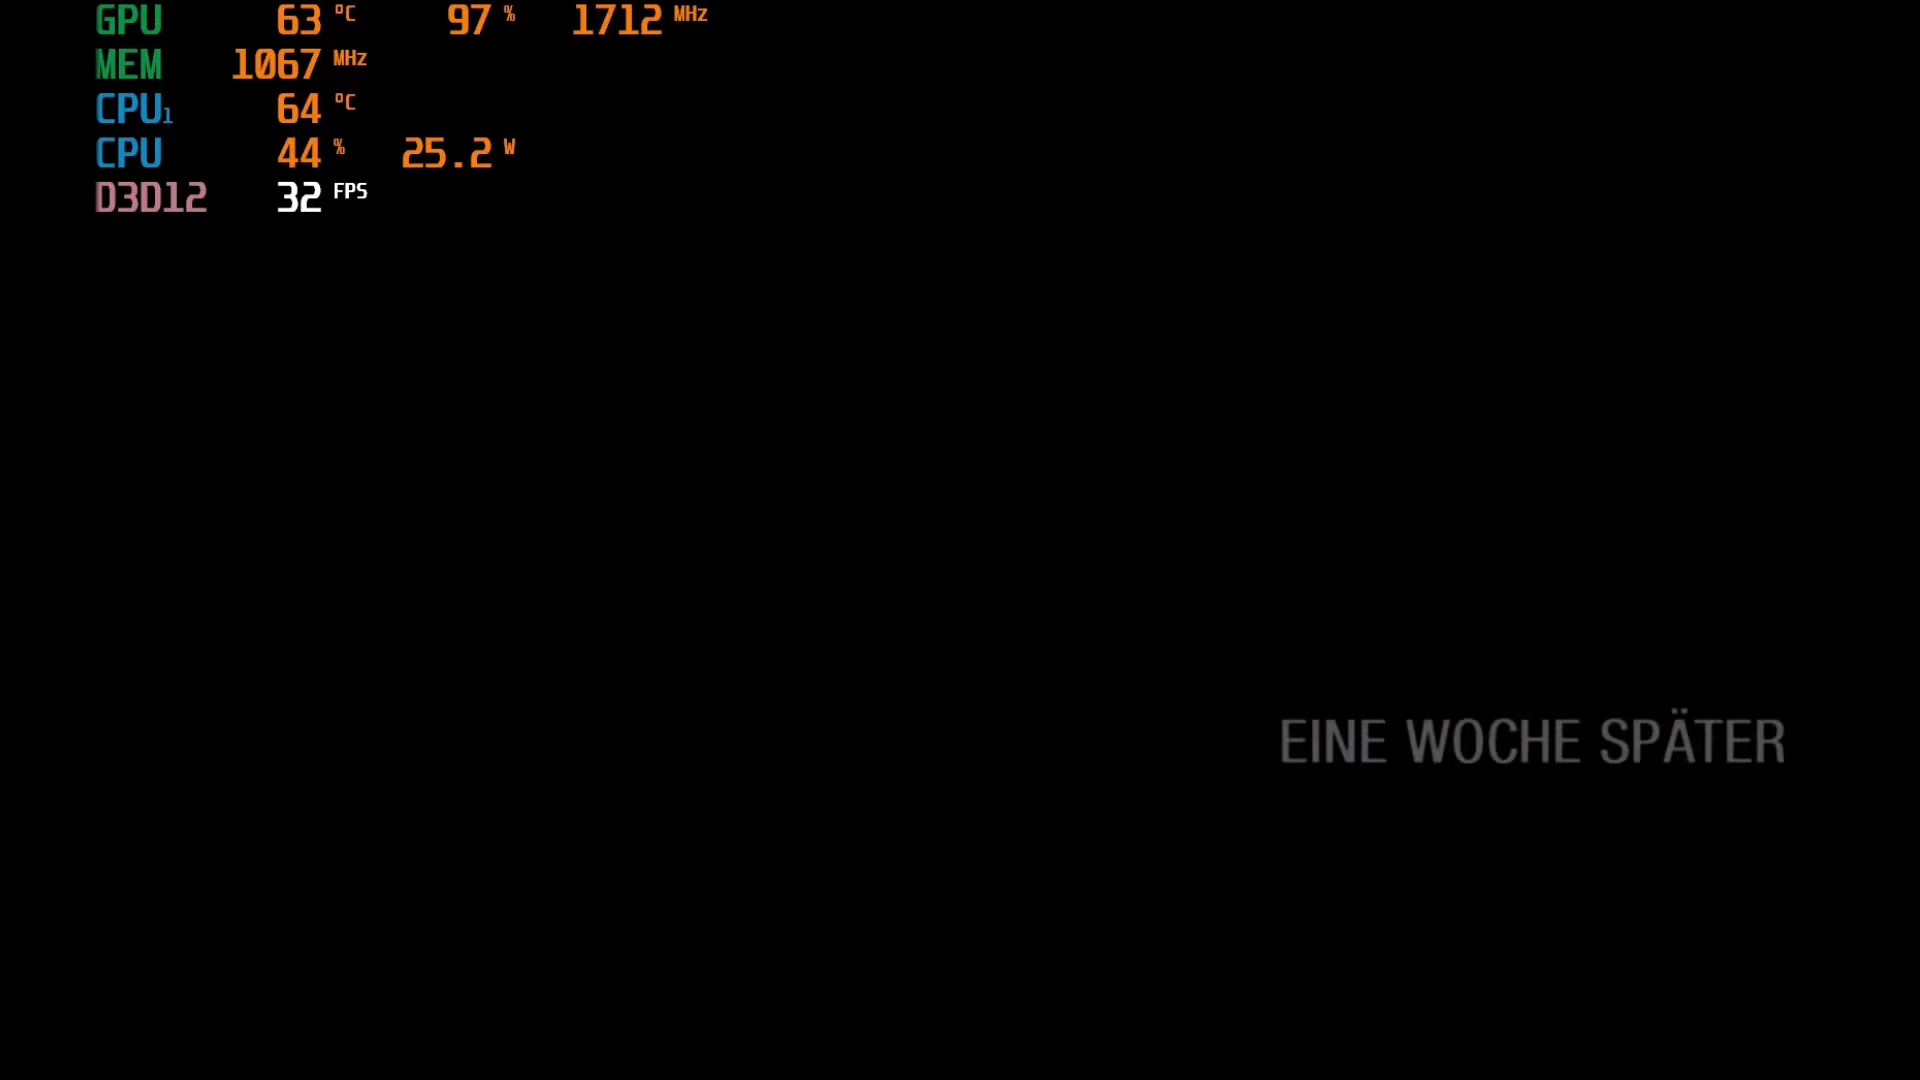 GPU 63 °C 97 % 1712 MHz
MEM 1067 MHz
CPU1 64 °C
CPU 44 % 25.2 W
D3D12 32 FPS
EINE WOCHE SPÄTER